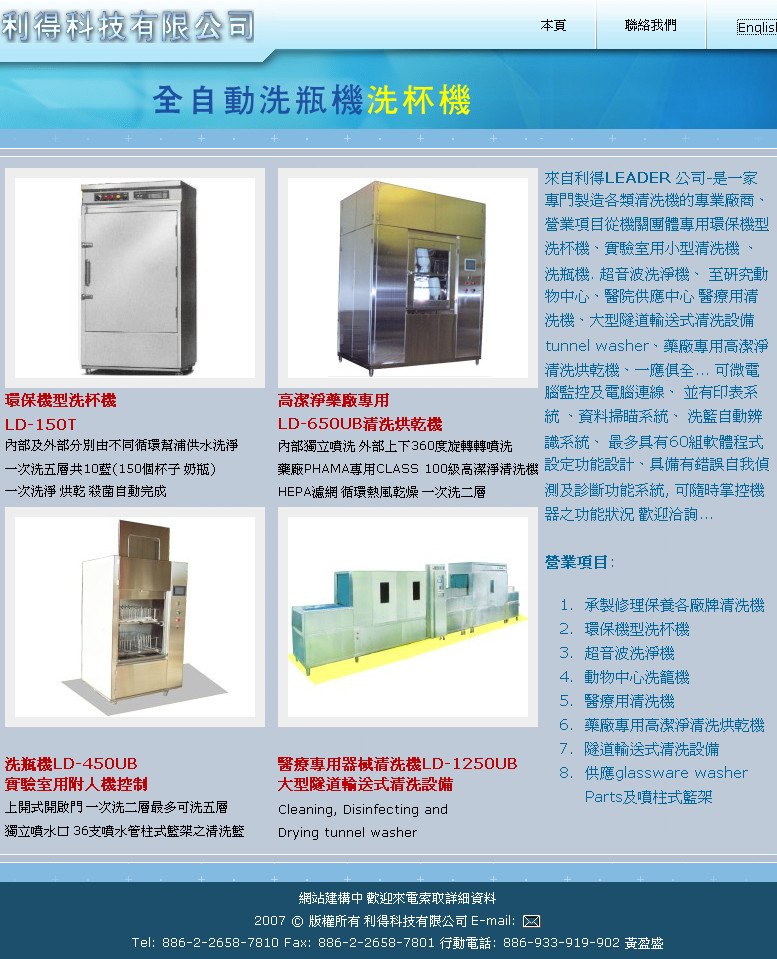 利得科技有限公司
本頁
聯絡我們
English
全自動洗瓶機洗杯機
環保機型洗杯機
LD-150T
內部及外部分別由不同循環幫浦供水洗淨
一次洗五層共10藍(150個杯子 奶瓶)
一次洗淨 烘乾 殺菌自動完成
高潔淨藥廠專用
LD-650UB清洗烘乾機
內部獨立噴洗 外部上下360度旋轉轉噴洗
藥廠PHAMA專用CLASS 100級高潔淨清洗機
HEPA濾網 循環熱風乾燥 一次洗二層
洗瓶機LD-450UB
實驗室用附人機控制
上開式開啟門 一次洗二層最多可洗五層
獨立噴水口 36支噴水管柱式籃架之清洗籃
醫療專用器械清洗機LD-1250UB
大型隧道輸送式清洗設備
Cleaning, Disinfecting and
Drying tunnel washer
來自利得LEADER 公司-是一家
專門製造各類清洗機的專業廠商、
營業項目從機關團體專用環保機型
洗杯機、實驗室用小型清洗機 、
洗瓶機. 超音波洗淨機、 至研究動
物中心、醫院供應中心 醫療用清
洗機、大型隧道輸送式清洗設備
tunnel washer、藥廠專用高潔淨
清洗烘乾機、一應俱全... 可微電
腦監控及電腦連線、 並有印表系
統 、資料掃瞄系統、 洗籃自動辨
識系統、 最多具有60組軟體程式
設定功能設計、具備有錯誤自我偵
測及診斷功能系統, 可隨時掌控機
器之功能狀況 歡迎洽詢...
營業項目:
1. 承製修理保養各廠牌清洗機
2. 環保機型洗杯機
3. 超音波洗淨機
4. 動物中心洗籠機
5. 醫療用清洗機
6. 藥廠專用高潔淨清洗烘乾機
7. 隧道輸送式清洗設備
8. 供應glassware washer
Parts及噴柱式籃架
網站建構中 歡迎來電索取詳細資料
2007 © 版權所有 利得科技有限公司 E-mail:
Tel: 886-2-2658-7810 Fax: 886-2-2658-7801 行動電話: 886-933-919-902 黃盈盛